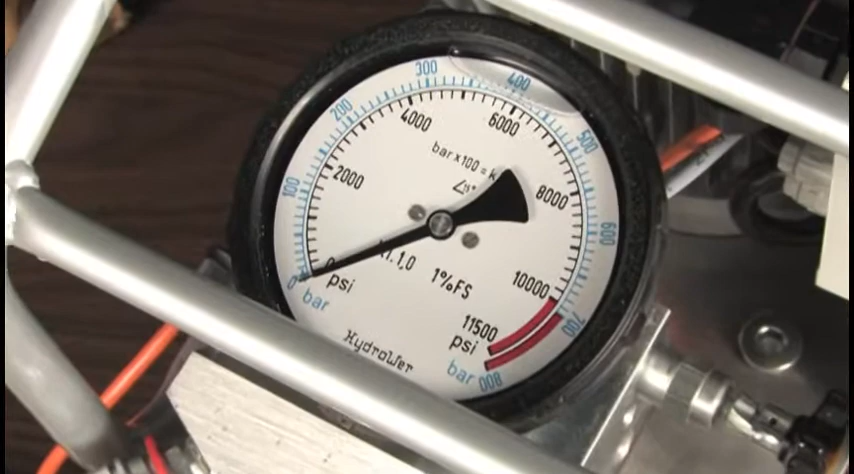 300
400
200
4000
6000
500
bar x 100 = k
100
2000
8000
600
0
kl. 1,0
1%FS
10000
psi
0
bar
11500
psi
700
HydroWer
bar
800